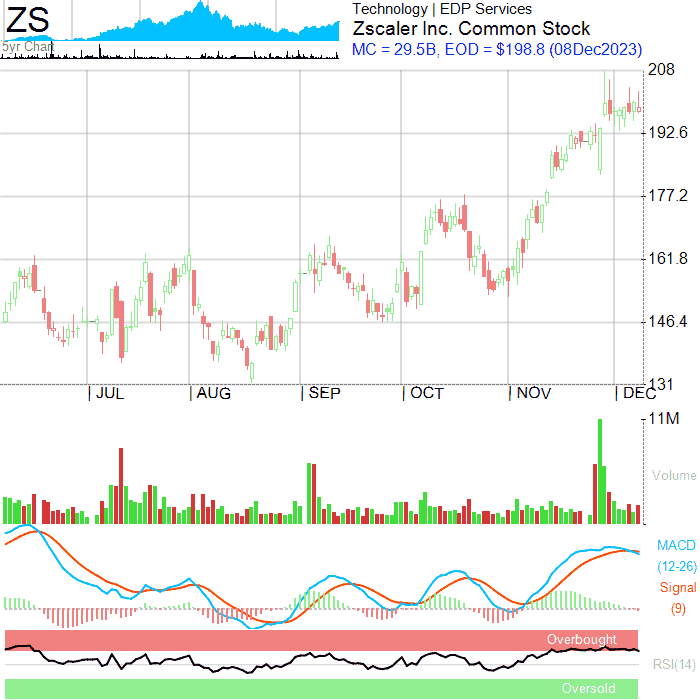 ZS
5yr Chart
Technology | EDP Services
Zscaler Inc. Common Stock
MC = 29.5B, EOD = $198.8 (08Dec2023)
208
192.6
177.2
161.8
146.4
131
JUL AUG SEP OCT NOV DEC
11M
Volume
MACD
(12-26)
Signal
(9)
Overbought
RSI(14)
Oversold